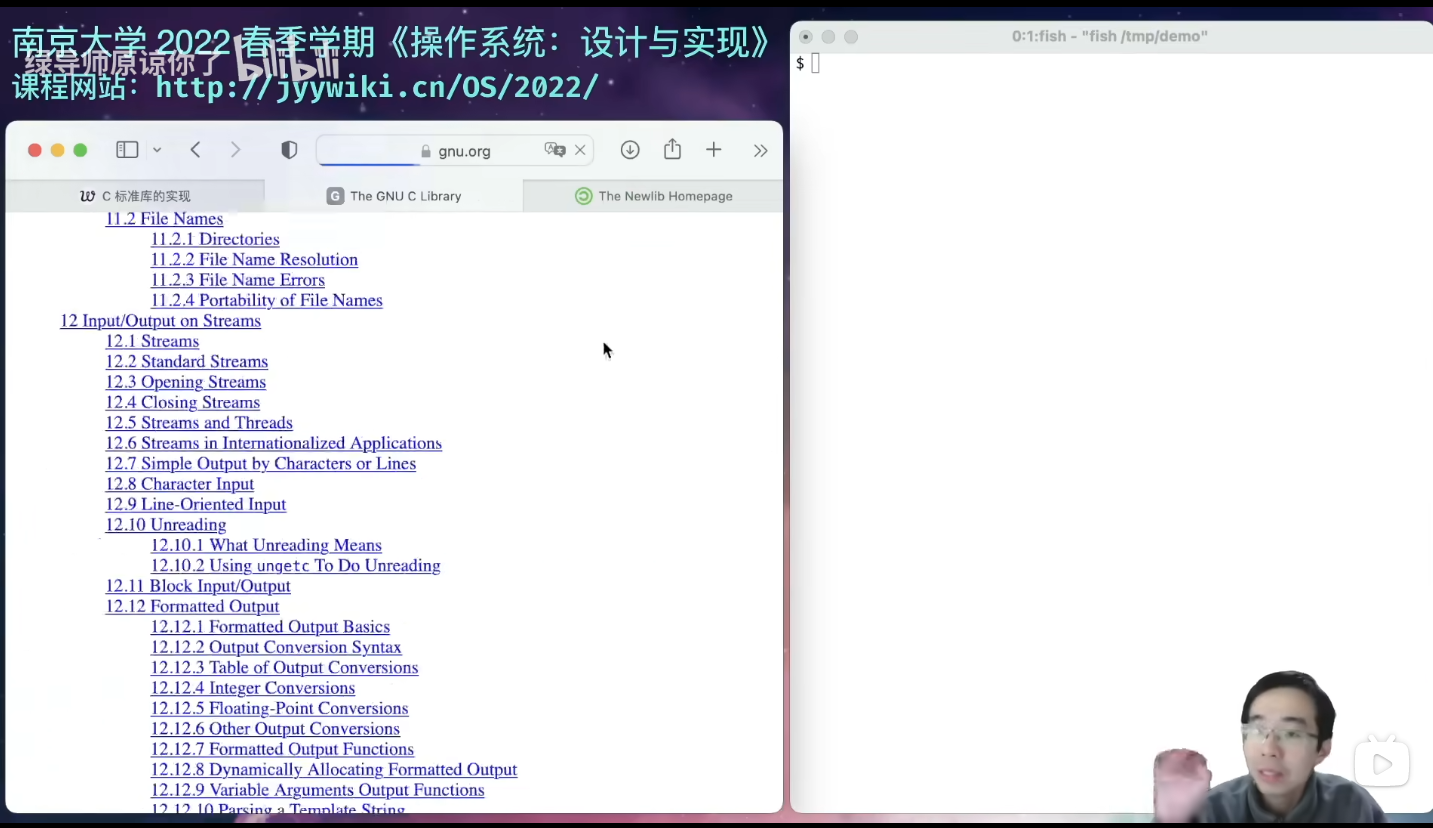 南京大学 2022 春季学期《操作系统：设计与实现》
绿导师原谅你了 bilibili
课程网站：http://jyywiki.cn/OS/2022/
0:1:fish - "fish /tmp/demo"
$
gnu.org
C 标准库的实现
The GNU C Library
The Newlib Homepage
11.2 File Names
11.2.1 Directories
11.2.2 File Name Resolution
11.2.3 File Name Errors
11.2.4 Portability of File Names
12 Input/Output on Streams
12.1 Streams
12.2 Standard Streams
12.3 Opening Streams
12.4 Closing Streams
12.5 Streams and Threads
12.6 Streams in Internationalized Applications
12.7 Simple Output by Characters or Lines
12.8 Character Input
12.9 Line-Oriented Input
12.10 Unreading
12.10.1 What Unreading Means
12.10.2 Using ungetc To Do Unreading
12.11 Block Input/Output
12.12 Formatted Output
12.12.1 Formatted Output Basics
12.12.2 Output Conversion Syntax
12.12.3 Table of Output Conversions
12.12.4 Integer Conversions
12.12.5 Floating-Point Conversions
12.12.6 Other Output Conversions
12.12.7 Formatted Output Functions
12.12.8 Dynamically Allocating Formatted Output
12.12.9 Variable Arguments Output Functions
12.12.10 Parsing a Template String